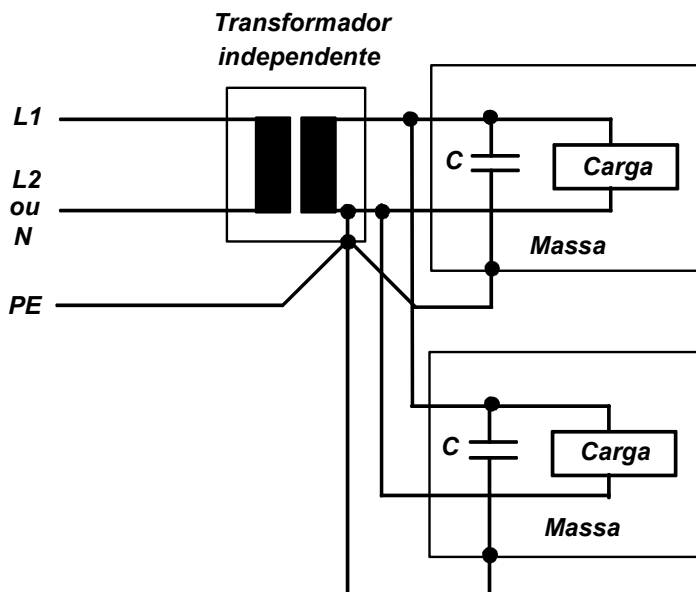 Transformador
independente
L1
L2
ou
N
PE
C
Carga
Massa
C
Carga
Massa